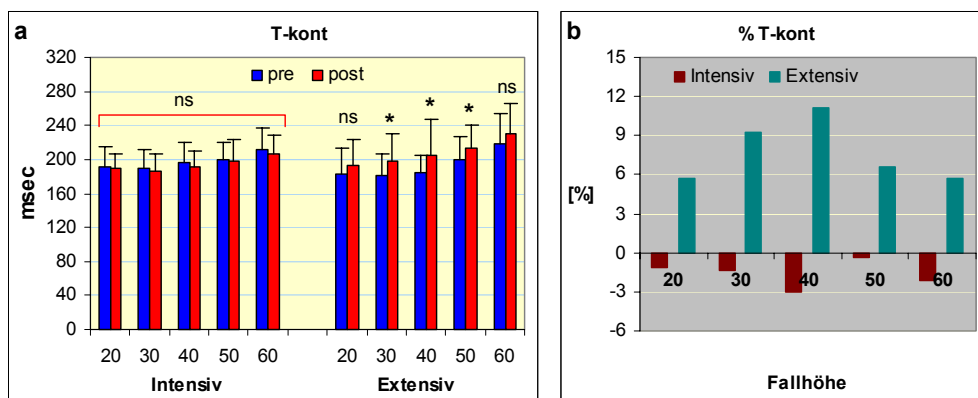 a
T-kont
320
280
240
200
160
120
80
40
0
msec
pre post
ns
ns * * * ns
20 30 40 50 60 20 30 40 50 60
Intensiv Extensiv
b
% T-kont
15
12
9
6
3
0
-3
-6
[%]
Intensiv Extensiv
20 30 40 50 60
Fallhöhe